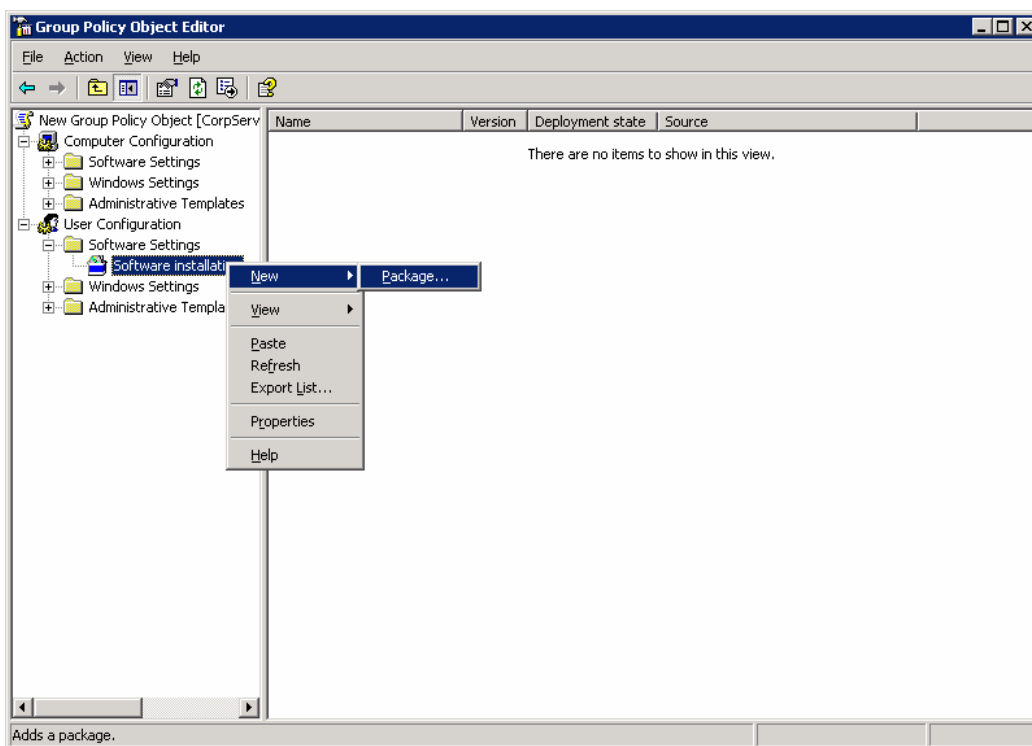 Group Policy Object Editor
File Action View Help
New Group Policy Object [CorpServ
Name Version Deployment state Source
Computer Configuration
There are no items to show in this view.
Software Settings
Windows Settings
Administrative Templates
User Configuration
Software Settings
Software installati
Windows Settings
Administrative Templa
New
Package...
View
Paste
Refresh
Export List...
Properties
Help
Adds a package.